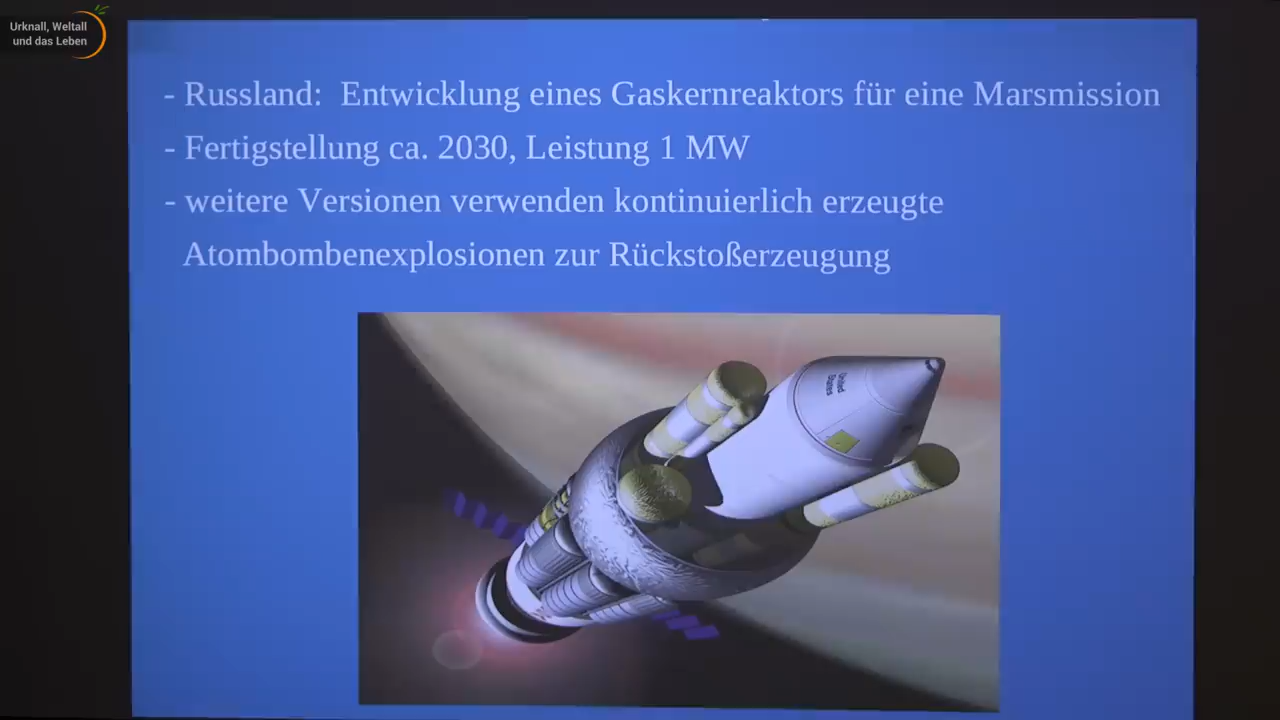 Urknall, Weltall
und das Leben
- Russland: Entwicklung eines Gaskernreaktors für eine Marsmission
- Fertigstellung ca. 2030, Leistung 1 MW
- weitere Versionen verwenden kontinuierlich erzeugte
Atombombenexplosionen zur Rückstoßerzeugung
United
States